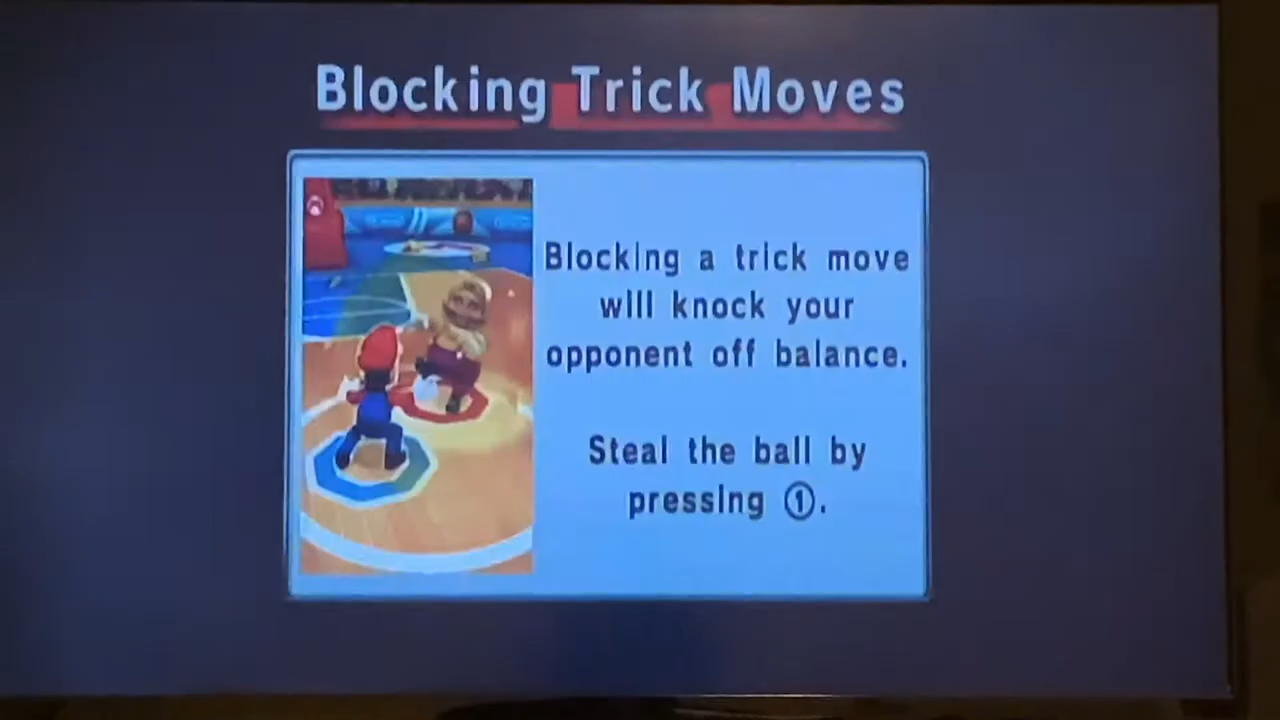 Blocking Trick Moves
Blocking a trick move
will knock your
opponent off balance.
Steal the ball by
pressing ①.